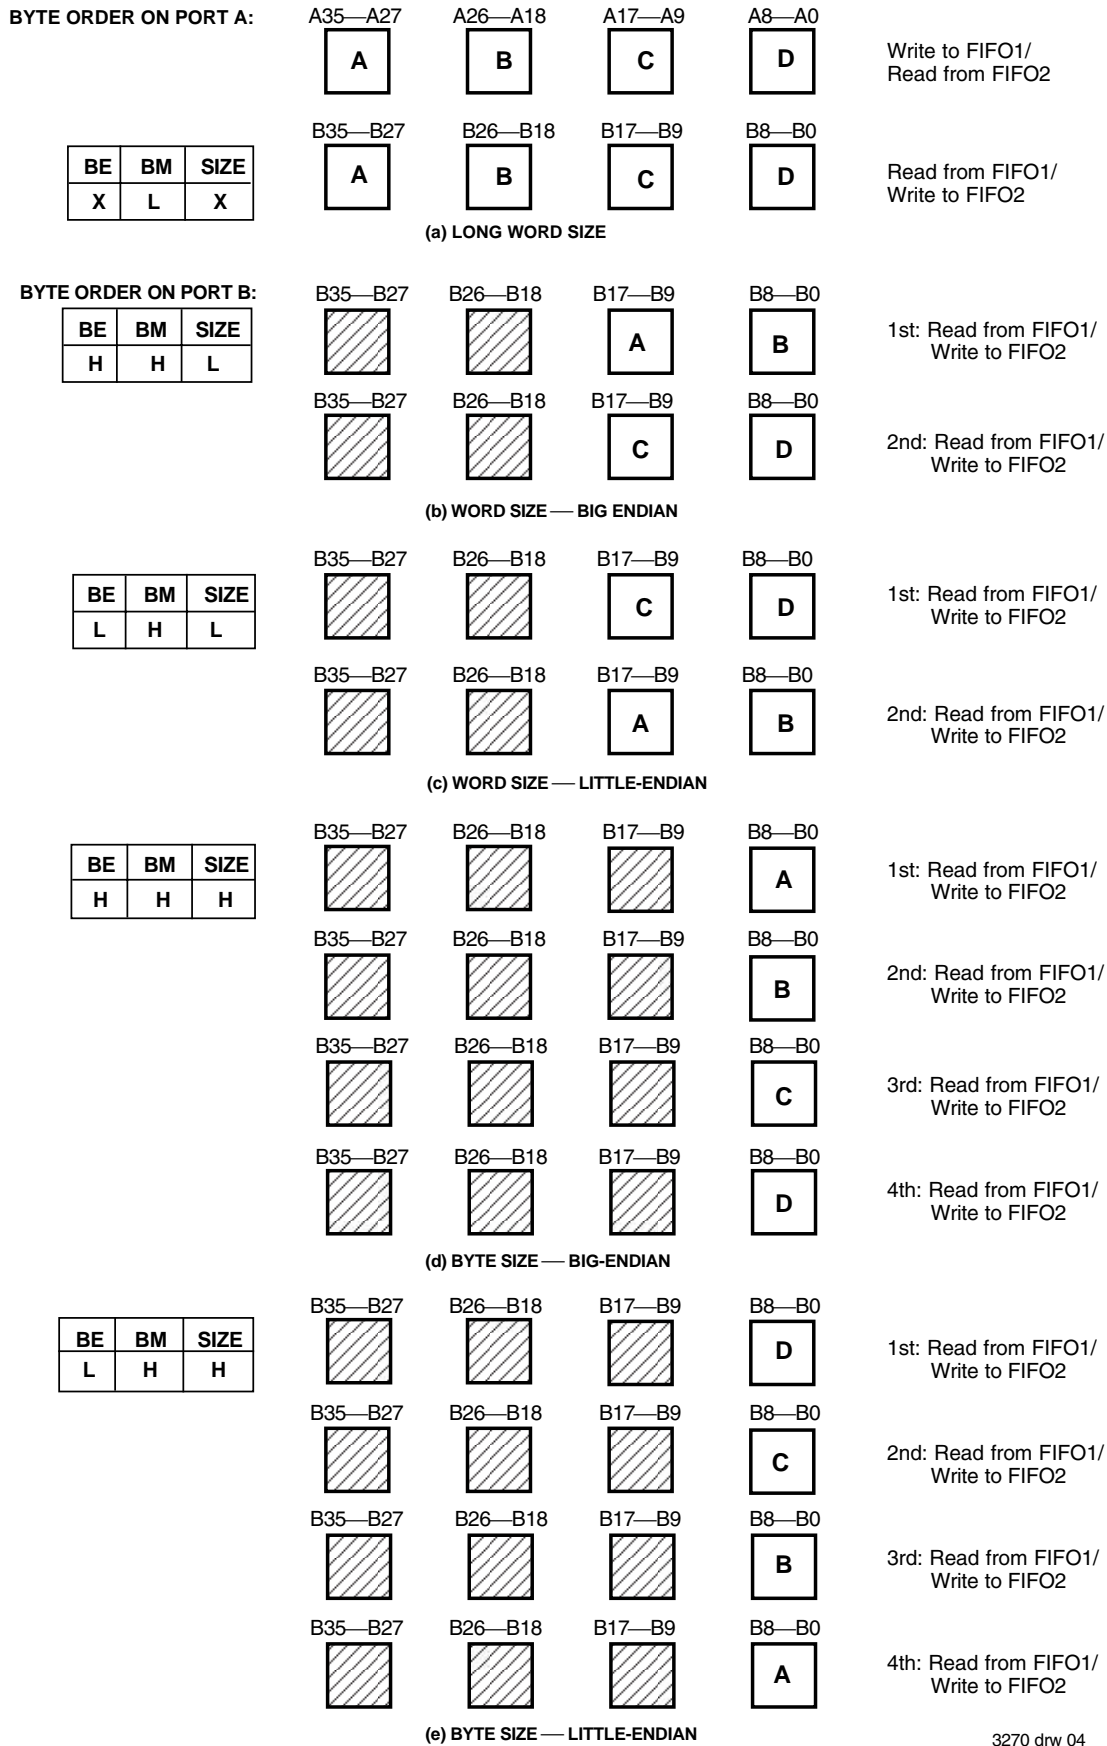 BYTE ORDER ON PORT A:
A35—A27 A26—A18 A17—A9 A8—A0
A B C D
Write to FIFO1/
Read from FIFO2
B35—B27 B26—B18 B17—B9 B8—B0
BE BM SIZE
X L X
A B C D
Read from FIFO1/
Write to FIFO2
(a) LONG WORD SIZE
BYTE ORDER ON PORT B:
B35—B27 B26—B18 B17—B9 B8—B0
BE BM SIZE
H H L
A B
1st: Read from FIFO1/
Write to FIFO2
B35—B27 B26—B18 B17—B9 B8—B0
C D
2nd: Read from FIFO1/
Write to FIFO2
(b) WORD SIZE — BIG ENDIAN
B35—B27 B26—B18 B17—B9 B8—B0
BE BM SIZE
L H L
C D
1st: Read from FIFO1/
Write to FIFO2
B35—B27 B26—B18 B17—B9 B8—B0
A B
2nd: Read from FIFO1/
Write to FIFO2
(c) WORD SIZE — LITTLE-ENDIAN
B35—B27 B26—B18 B17—B9 B8—B0
BE BM SIZE
H H H
A
1st: Read from FIFO1/
Write to FIFO2
B35—B27 B26—B18 B17—B9 B8—B0
B
2nd: Read from FIFO1/
Write to FIFO2
B35—B27 B26—B18 B17—B9 B8—B0
C
3rd: Read from FIFO1/
Write to FIFO2
B35—B27 B26—B18 B17—B9 B8—B0
D
4th: Read from FIFO1/
Write to FIFO2
(d) BYTE SIZE — BIG-ENDIAN
B35—B27 B26—B18 B17—B9 B8—B0
BE BM SIZE
L H H
D
1st: Read from FIFO1/
Write to FIFO2
B35—B27 B26—B18 B17—B9 B8—B0
C
2nd: Read from FIFO1/
Write to FIFO2
B35—B27 B26—B18 B17—B9 B8—B0
B
3rd: Read from FIFO1/
Write to FIFO2
B35—B27 B26—B18 B17—B9 B8—B0
A
4th: Read from FIFO1/
Write to FIFO2
(e) BYTE SIZE — LITTLE-ENDIAN
3270 drw 04